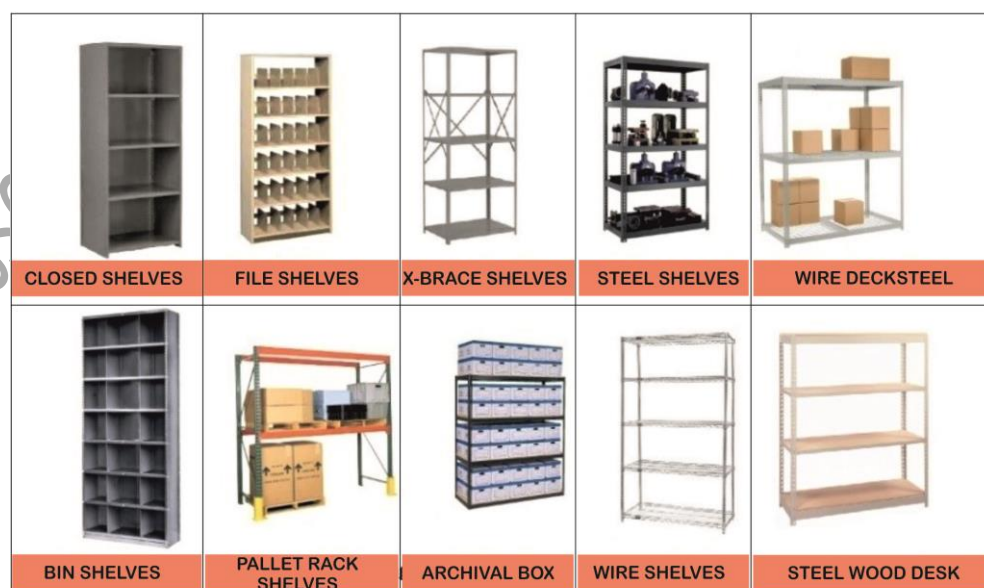 CLOSED SHELVES
FILE SHELVES
X-BRACE SHELVES
STEEL SHELVES
WIRE DECKSTEEL
BIN SHELVES
PALLET RACK
SHELVES
ARCHIVAL BOX
WIRE SHELVES
STEEL WOOD DESK